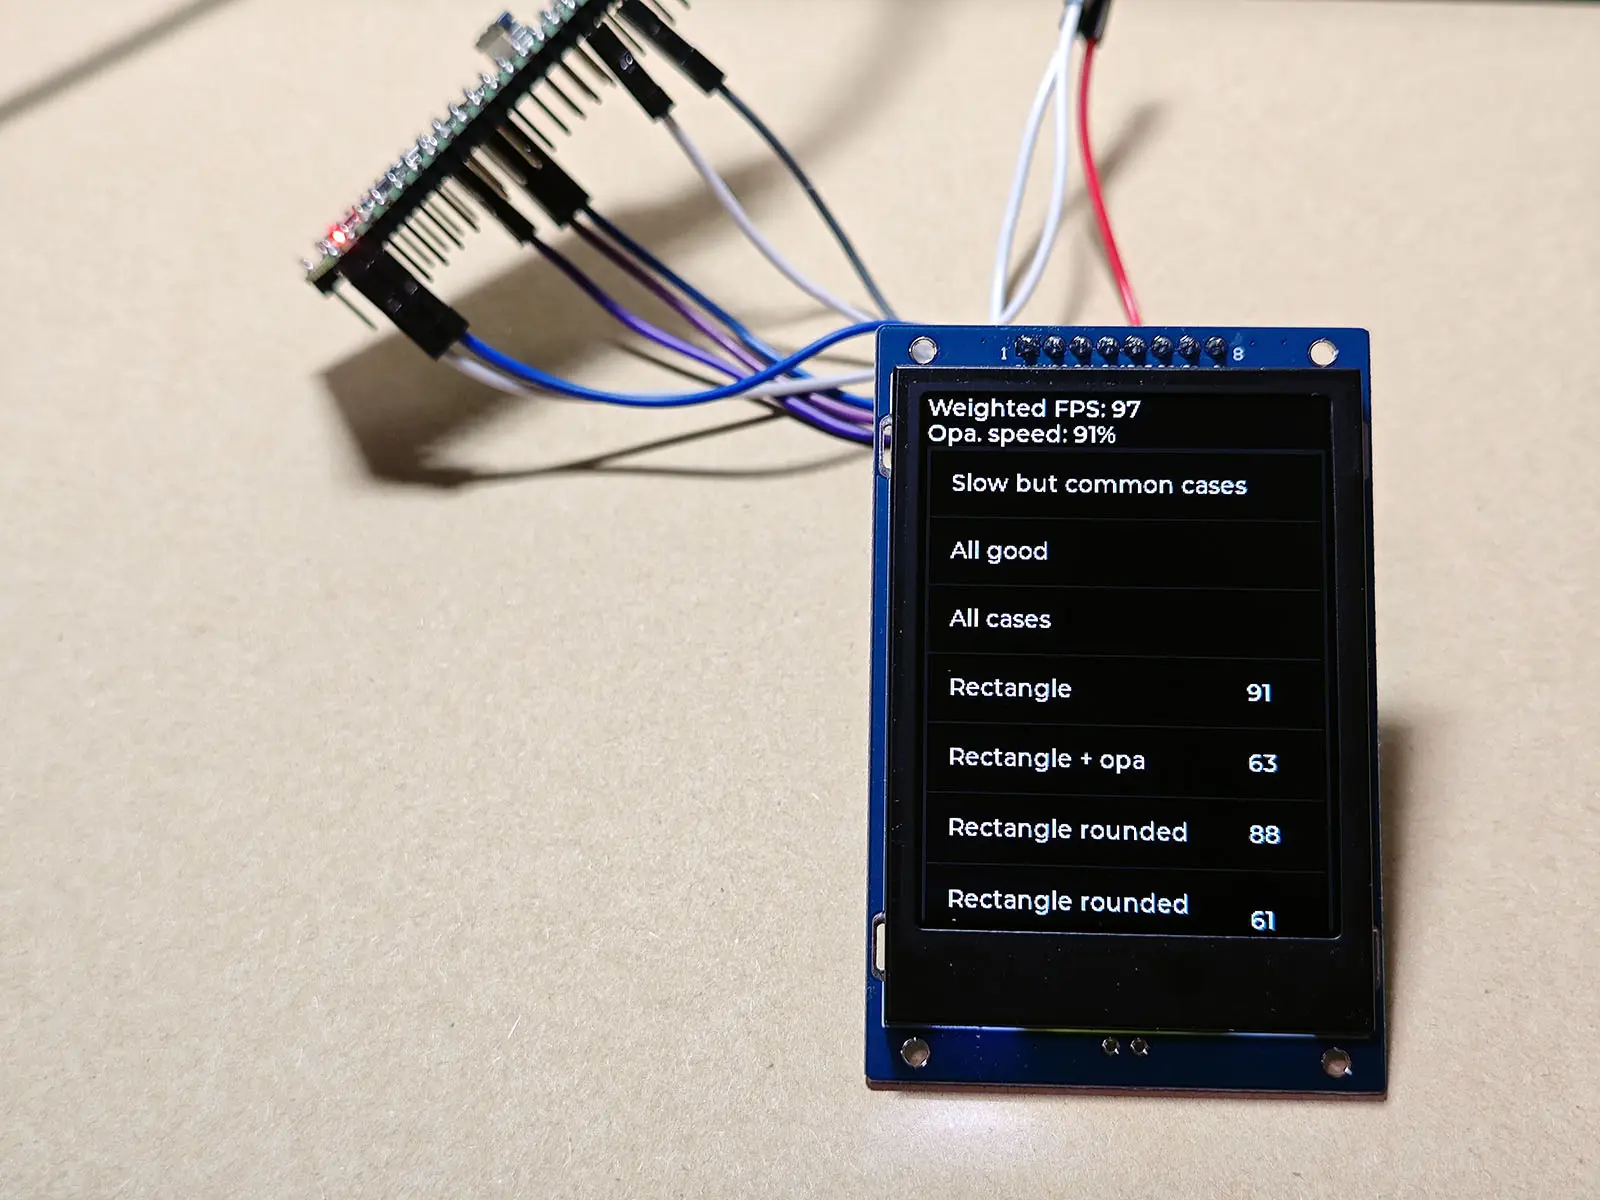 1 8
Weighted FPS: 97
Opa. speed: 91%
Slow but common cases
All good
All cases
Rectangle 91
Rectangle + opa 63
Rectangle rounded 88
Rectangle rounded 61